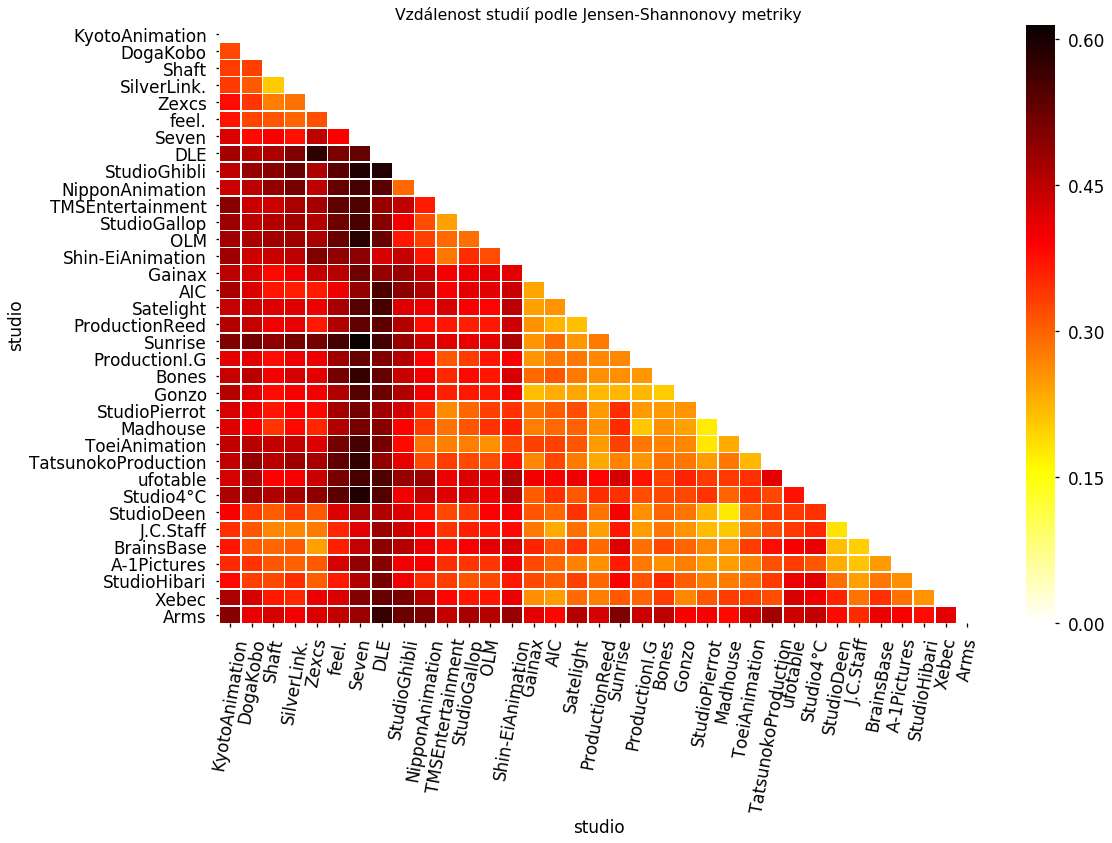 Vzdálenost studií podle Jensen-Shannonovy metriky
studio
KyotoAnimation
DogaKobo
Shaft
SilverLink.
Zexcs
feel.
Seven
DLE
StudioGhibli
NipponAnimation
TMSEntertainment
StudioGallop
OLM
Shin-EiAnimation
Gainax
AIC
Satelight
ProductionReed
Sunrise
ProductionI.G
Bones
Gonzo
StudioPierrot
Madhouse
ToeiAnimation
TatsunokoProduction
ufotable
Studio4°C
StudioDeen
J.C.Staff
BrainsBase
A-1Pictures
StudioHibari
Xebec
Arms
0.60
0.45
0.30
0.15
0.00
KyotoAnimation
DogaKobo
Shaft
SilverLink.
Zexcs
feel.
Seven
DLE
StudioGhibli
NipponAnimation
TMSEntertainment
StudioGallop
OLM
Shin-EiAnimation
Gainax
AIC
Satelight
ProductionReed
Sunrise
ProductionI.G
Bones
Gonzo
StudioPierrot
Madhouse
ToeiAnimation
TatsunokoProduction
ufotable
Studio4°C
StudioDeen
J.C.Staff
BrainsBase
A-1Pictures
StudioHibari
Xebec
Arms
studio